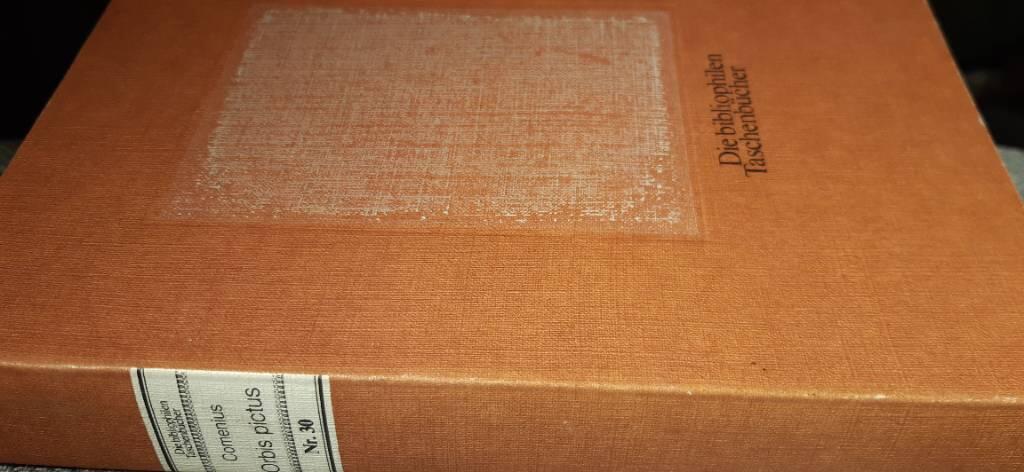 Die bibliophilen
Taschenbücher
Die bibliophilen
Taschenbücher
Comenius
Orbis pictus
Nr. 30